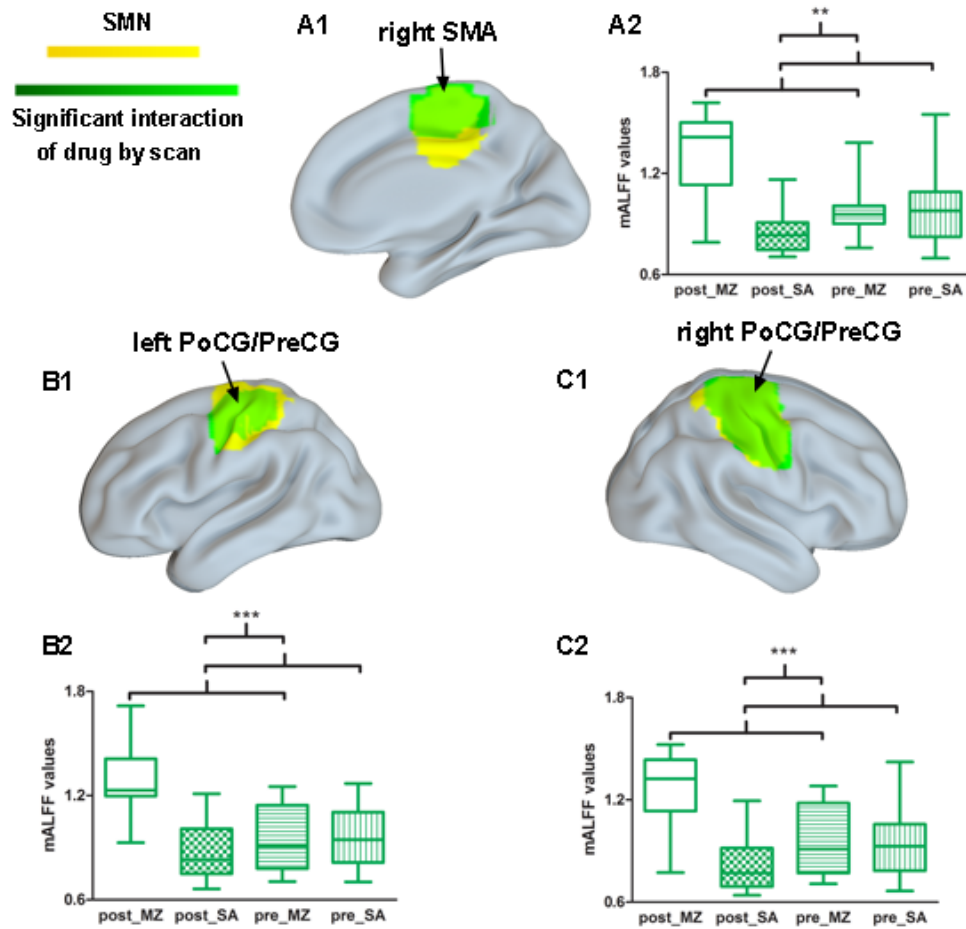 SMN
Significant interaction
of drug by scan
A1
right SMA
A2
**
mALFF values
1.8
1.2
0.6
post_MZ post_SA pre_MZ pre_SA
B1
left PoCG/PreCG
C1
right PoCG/PreCG
B2
***
mALFF values
1.8
1.2
0.6
post_MZ post_SA pre_MZ pre_SA
C2
***
mALFF values
1.8
1.2
0.6
post_MZ post_SA pre_MZ pre_SA